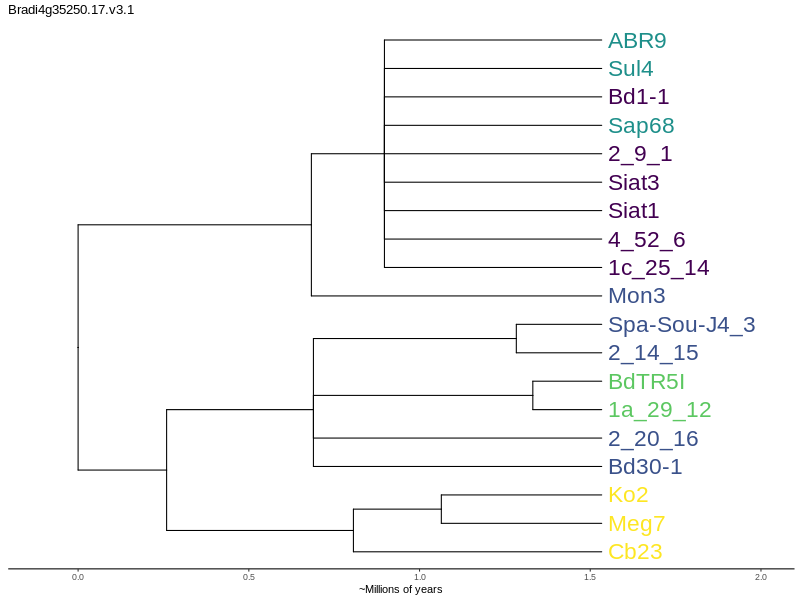 Bradi4g35250.17.v3.1
ABR9
Sul4
Bd1-1
Sap68
2_9_1
Siat3
Siat1
4_52_6
1c_25_14
Mon3
Spa-Sou-J4_3
2_14_15
BdTR5I
1a_29_12
2_20_16
Bd30-1
Ko2
Meg7
Cb23
0.0 0.5 1.0 1.5 2.0
~Millions of years